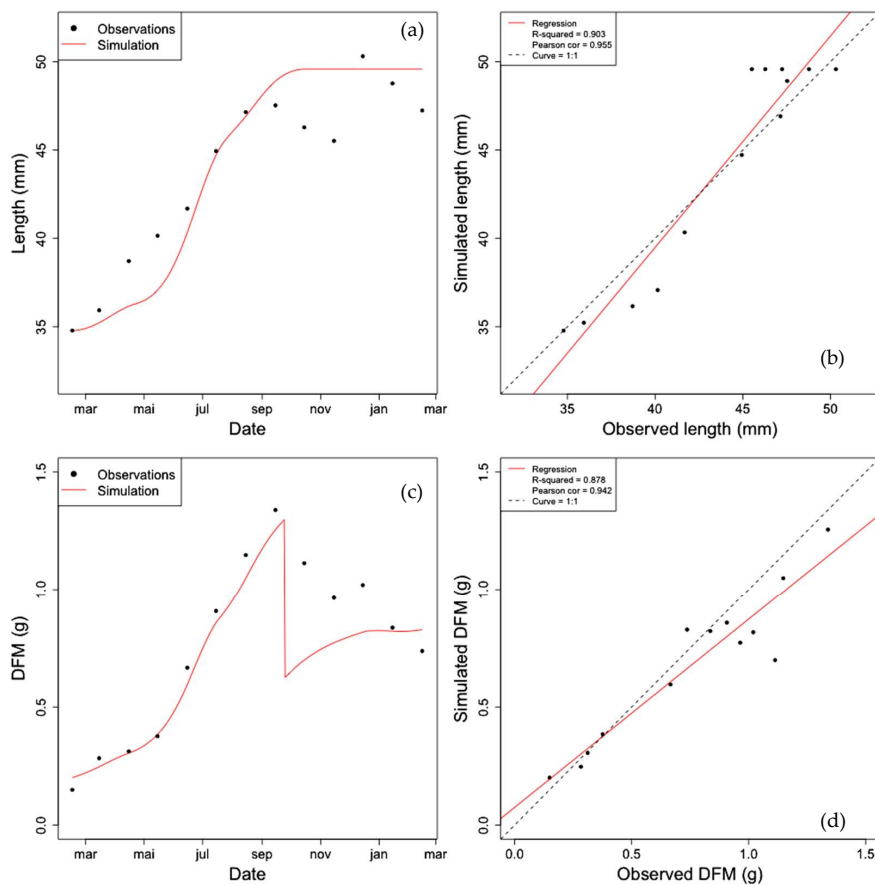 Observations
Simulation
(a)
Length (mm)
50
45
40
35
mar mai jul sep nov jan mar
Date
Regression
R-squared = 0.903
Pearson cor = 0.955
Curve = 1:1
(b)
Simulated length (mm)
50
45
40
35
35 40 45 50
Observed length (mm)
Observations
Simulation
(c)
DFM (g)
1.5
1.0
0.5
0.0
mar mai jul sep nov jan mar
Date
Regression
R-squared = 0.878
Pearson cor = 0.942
Curve = 1:1
(d)
Simulated DFM (g)
1.5
1.0
0.5
0.0
0.0 0.5 1.0 1.5
Observed DFM (g)